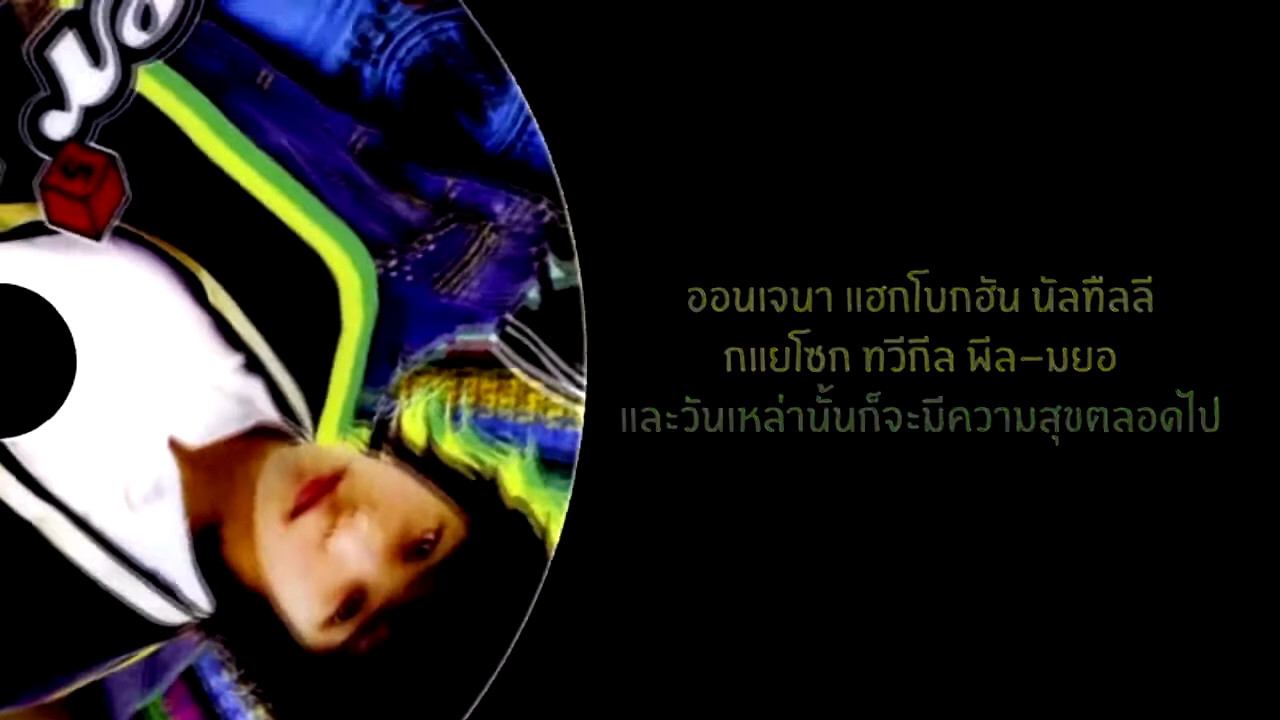 ออนเจนา แฮกโบกฮัน นัลทืลลี
กแยโซก ทวีกีล พีล-มยอ
และวันเหล่านั้นก็จะมีความสุขตลอดไป